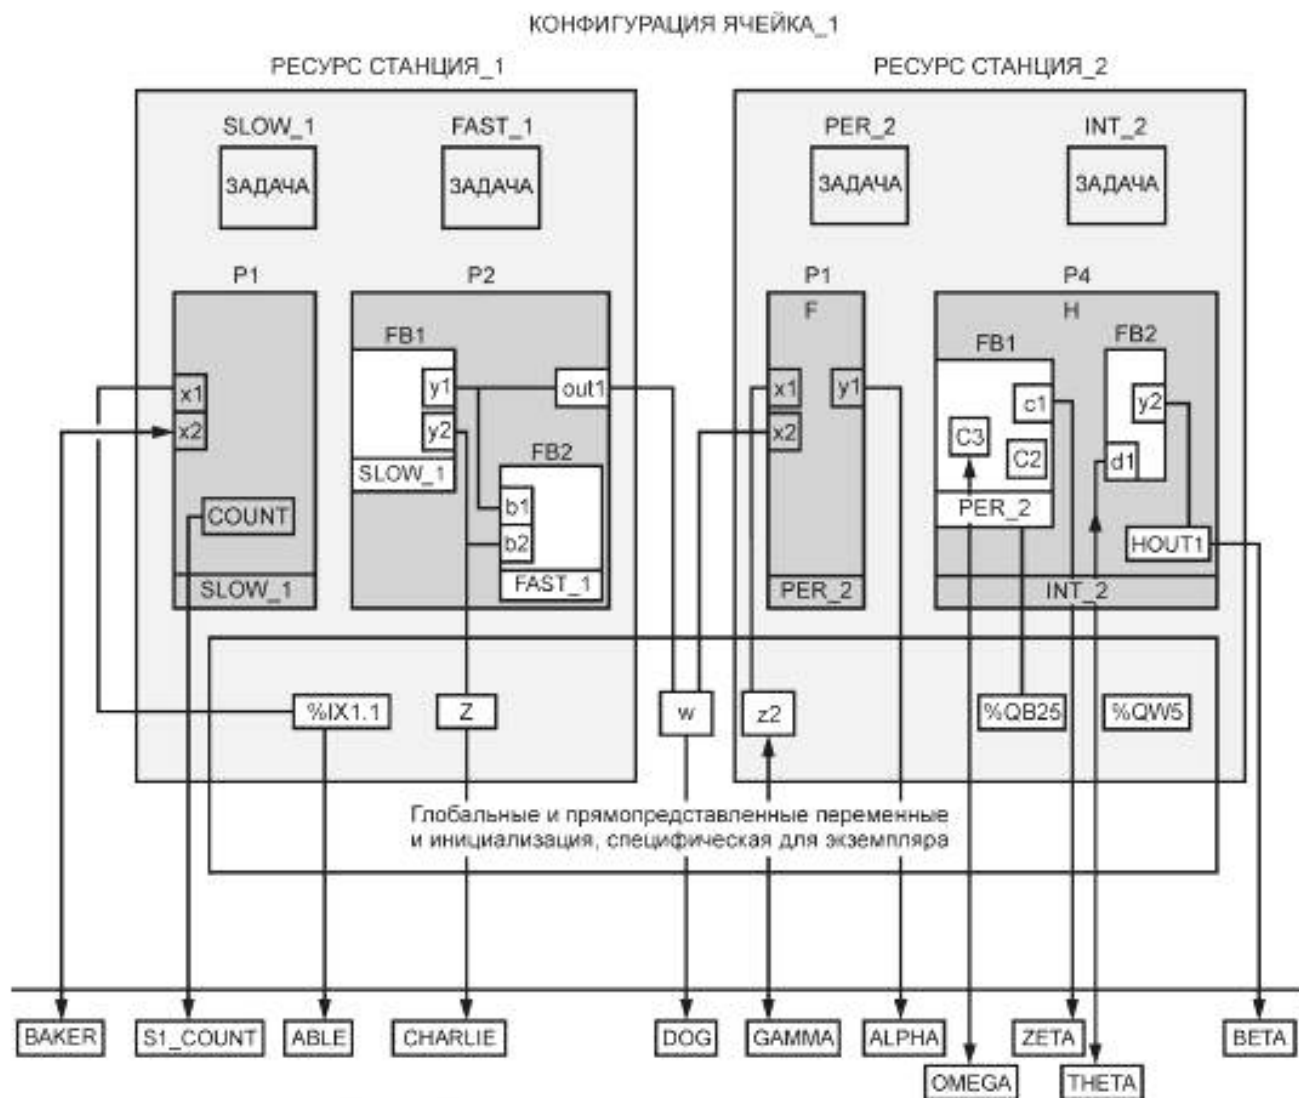 КОНФИГУРАЦИЯ ЯЧЕЙКА_1
РЕСУРС СТАНЦИЯ_1
РЕСУРС СТАНЦИЯ_2
SLOW_1
FAST_1
PER_2
INT_2
ЗАДАЧА
ЗАДАЧА
ЗАДАЧА
ЗАДАЧА
P1
P2
P1
P4
F
H
FB1
FB1
FB2
x1
y1
out1
x1
y1
c1
y2
x2
y2
x2
C3
C2
d1
SLOW_1
FB2
COUNT
b1
PER_2
b2
HOUT1
SLOW_1
FAST_1
PER_2
INT_2
%IX1.1
Z
w
z2
%QB25
%QW5
Глобальные и прямопредставленные переменные
и инициализация, специфическая для экземпляра
BAKER
S1_COUNT
ABLE
CHARLIE
DOG
GAMMA
ALPHA
ZETA
BETA
OMEGA
THETA